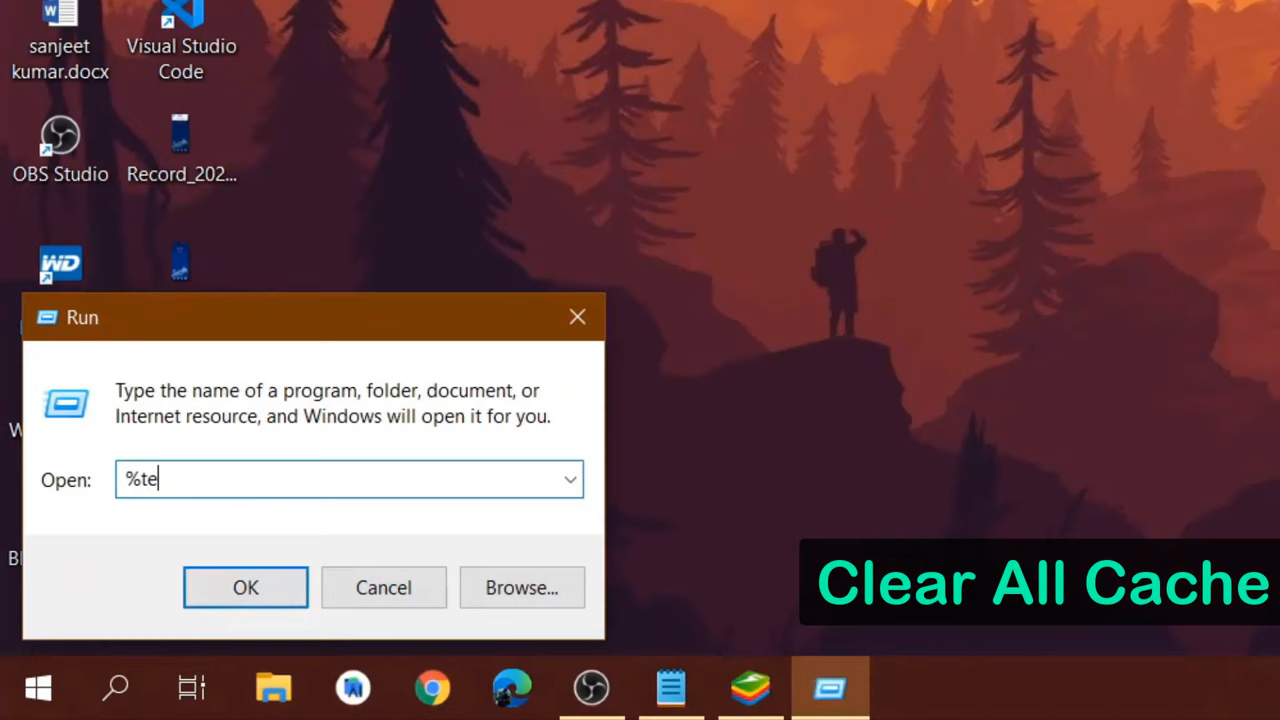 sanjeet
kumar.docx
Visual Studio
Code
OBS Studio
Record_202...
WD
Run
Type the name of a program, folder, document, or
Internet resource, and Windows will open it for you.
Open:
%te
OK
Cancel
Browse...
Clear All Cache